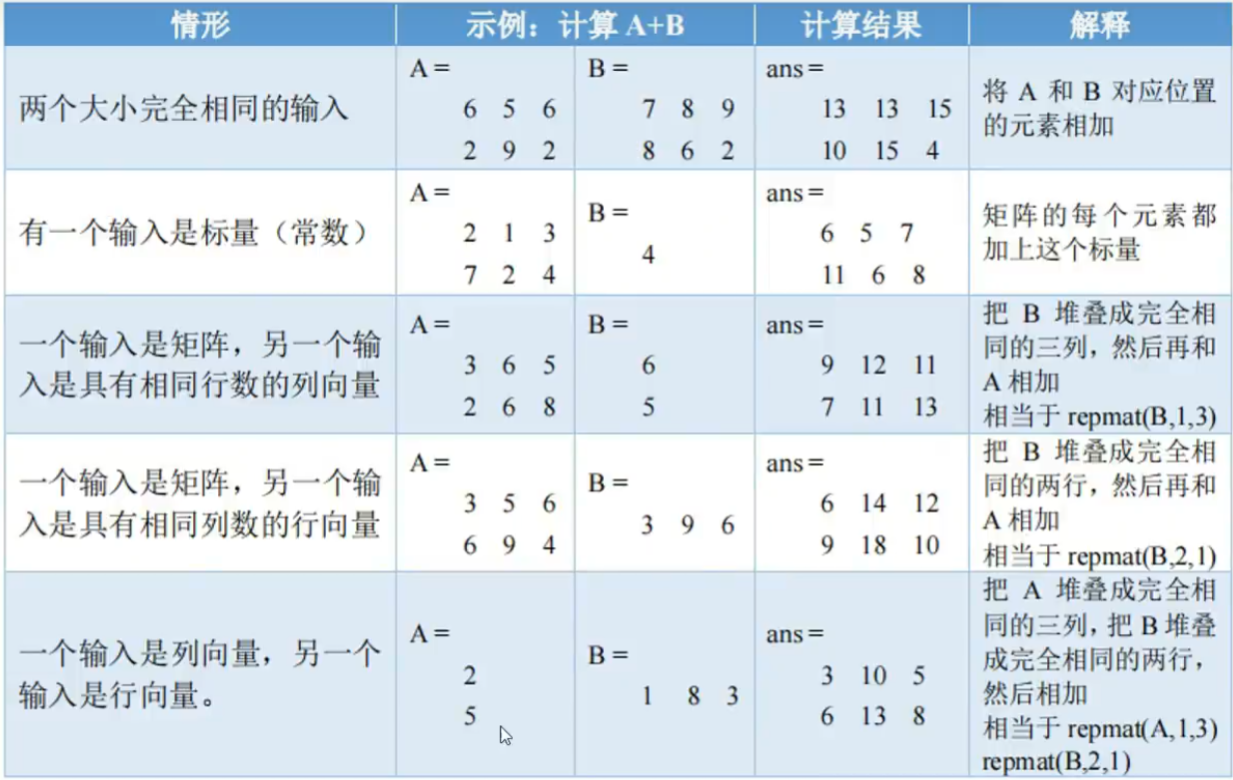 情形 示例：计算 A+B 计算结果 解释
两个大小完全相同的输入
A =
6 5 6
2 9 2
B =
7 8 9
8 6 2
ans =
13 13 15
10 15 4
将 A 和 B 对应位置
的元素相加
有一个输入是标量（常数）
A =
2 1 3
7 2 4
B =
4
ans =
6 5 7
11 6 8
矩阵的每个元素都
加上这个标量
一个输入是矩阵，另一个输
入是具有相同行数的列向量
A =
3 6 5
2 6 8
B =
6
5
ans =
9 12 11
7 11 13
把 B 堆叠成完全相
同的三列，然后再和
A 相加
相当于 repmat(B,1,3)
一个输入是矩阵，另一个输
入是具有相同列数的行向量
A =
3 5 6
6 9 4
B =
3 9 6
ans =
6 14 12
9 18 10
把 B 堆叠成完全相
同的两行，然后再和
A 相加
相当于 repmat(B,2,1)
一个输入是列向量，另一个
输入是行向量。
A =
2
5
B =
1 8 3
ans =
3 10 5
6 13 8
把 A 堆叠成完全相
同的三列，把 B 堆叠
成完全相同的两行，
然后相加
相当于 repmat(A,1,3)
repmat(B,2,1)